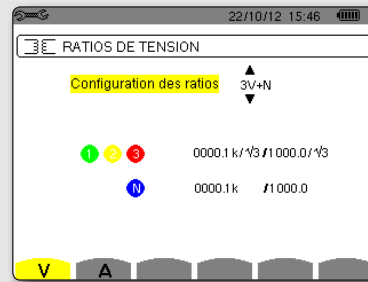 22/10/12 15:46
RATIOS DE TENSION
Configuration des ratios 3V+N
1 2 3 0000.1 k/√3 /1000.0/√3
N 0000.1k /1000.0
V A